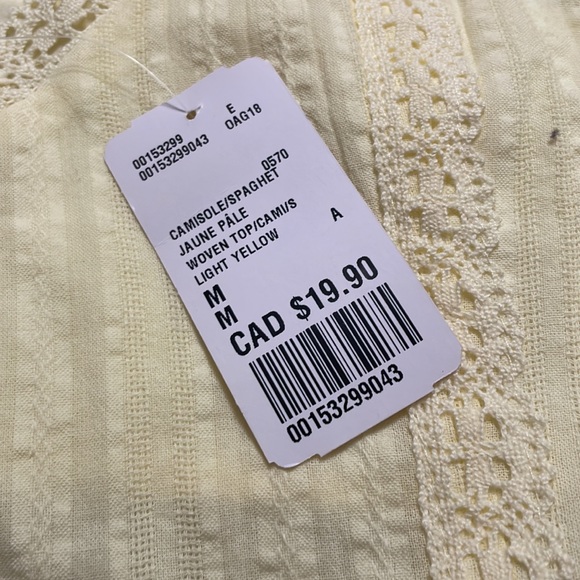 00153299 E
00153299043 OAG18
0570
CAMISOLE/SPAGHET
JAUNE PÂLE
WOVEN TOP/CAMI/S
LIGHT YELLOW A
M
M
CAD $19.90
00153299043